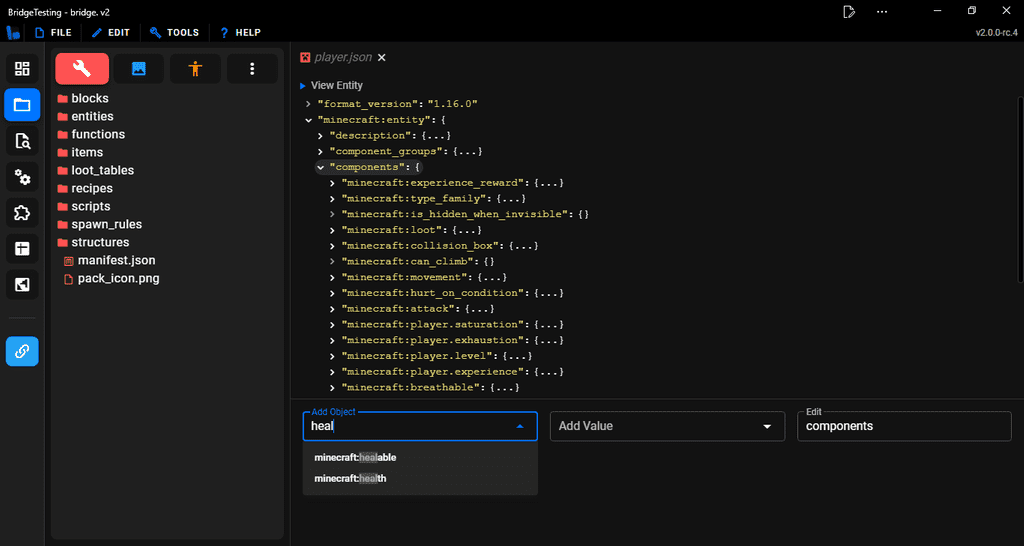 BridgeTesting - bridge. v2
FILE
EDIT
TOOLS
HELP
v2.0.0-rc.4
blocks
entities
functions
items
loot_tables
recipes
scripts
spawn_rules
structures
manifest.json
pack_icon.png
player.json
View Entity
"format_version": "1.16.0"
"minecraft:entity": {
"description": {...}
"component_groups": {...}
"components": {
"minecraft:experience_reward": {...}
"minecraft:type_family": {...}
"minecraft:is_hidden_when_invisible": {}
"minecraft:loot": {...}
"minecraft:collision_box": {...}
"minecraft:can_climb": {}
"minecraft:movement": {...}
"minecraft:hurt_on_condition": {...}
"minecraft:attack": {...}
"minecraft:player.saturation": {...}
"minecraft:player.exhaustion": {...}
"minecraft:player.level": {...}
"minecraft:player.experience": {...}
"minecraft:breathable": {...}
Add Object
heal
Add Value
Edit
components
minecraft:healable
minecraft:health